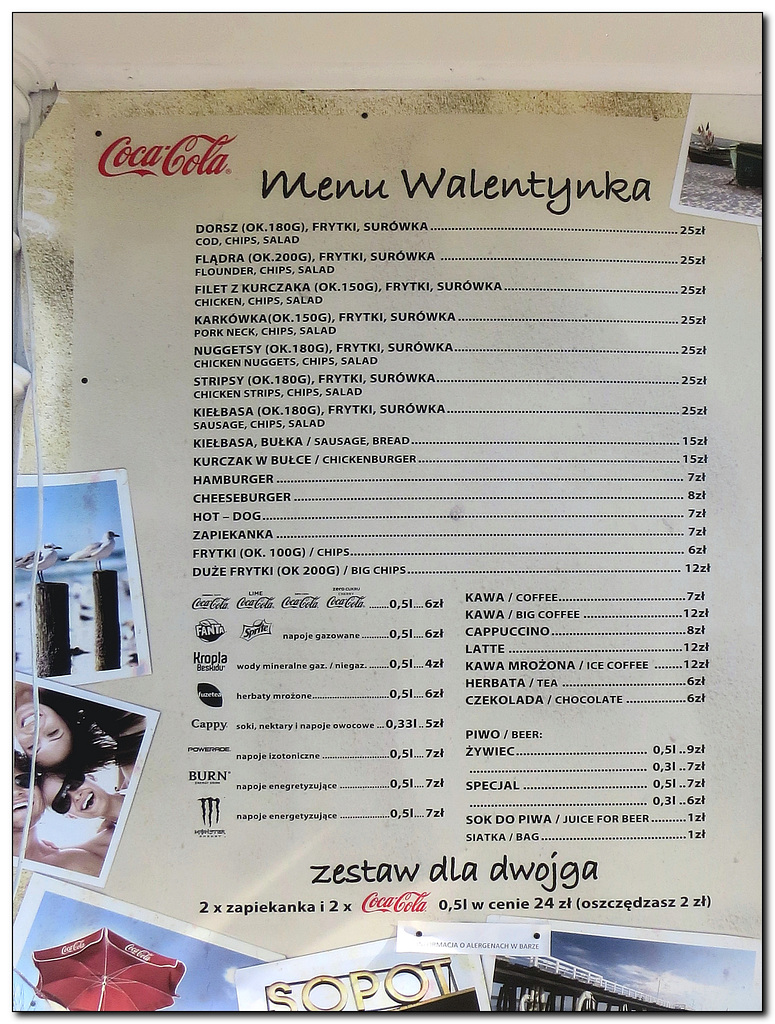 Coca-Cola
Menu Walentynka
DORSZ (OK.180G), FRYTKI, SURÓWKA 25zł
COD, CHIPS, SALAD
FLĄDRA (OK.200G), FRYTKI, SURÓWKA 25zł
FLOUNDER, CHIPS, SALAD
FILET Z KURCZAKA (OK.150G), FRYTKI, SURÓWKA 25zł
CHICKEN, CHIPS, SALAD
KARKÓWKA(OK.150G), FRYTKI, SURÓWKA 25zł
PORK NECK, CHIPS, SALAD
NUGGETSY (OK.180G), FRYTKI, SURÓWKA 25zł
CHICKEN NUGGETS, CHIPS, SALAD
STRIPSY (OK.180G), FRYTKI, SURÓWKA 25zł
CHICKEN STRIPS, CHIPS, SALAD
KIEŁBASA (OK.180G), FRYTKI, SURÓWKA 25zł
SAUSAGE, CHIPS, SALAD
KIEŁBASA, BUŁKA / SAUSAGE, BREAD 15zł
KURCZAK W BUŁCE / CHICKENBURGER 15zł
HAMBURGER 7zł
CHEESEBURGER 8zł
HOT – DOG 7zł
ZAPIEKANKA 7zł
FRYTKI (OK. 100G) / CHIPS 6zł
DUŻE FRYTKI (OK 200G) / BIG CHIPS 12zł
Coca-Cola LIME Coca-Cola Coca-Cola ZERO CUKRU CHERRY Coca-Cola 0,5l 6zł
FANTA Sprite napoje gazowane 0,5l 6zł
Kropla Beskidu wody mineralne gaz. / niegaz. 0,5l 4zł
fuzetea herbaty mrożone 0,5l 6zł
Cappy soki, nektary i napoje owocowe 0,33l 5zł
POWERADE napoje izotoniczne 0,5l 7zł
BURN napoje enegretyzujące 0,5l 7zł
MONSTER ENERGY napoje energetyzujące 0,5l 7zł
KAWA / COFFEE 7zł
KAWA / BIG COFFEE 12zł
CAPPUCCINO 8zł
LATTE 12zł
KAWA MROŻONA / ICE COFFEE 12zł
HERBATA / TEA 6zł
CZEKOLADA / CHOCOLATE 6zł
PIWO / BEER:
ŻYWIEC 0,5l 9zł
0,3l 7zł
SPECJAL 0,5l 7zł
0,3l 6zł
SOK DO PIWA / JUICE FOR BEER 1zł
SIATKA / BAG 1zł
zestaw dla dwojga
2 x zapiekanka i 2 x Coca-Cola 0,5l w cenie 24 zł (oszczędzasz 2 zł)
O ALERGENACH W BARZE
Coca-Cola Coca-Cola
SOPOT